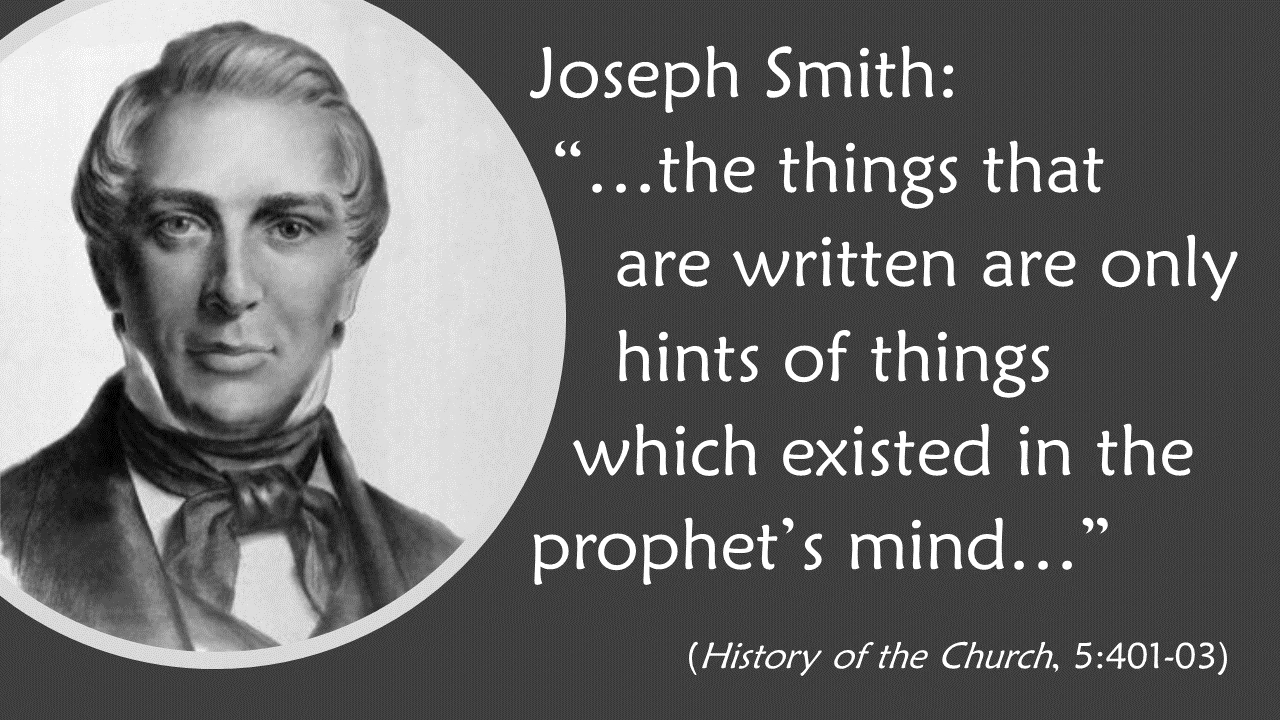 Joseph Smith:
“…the things that
are written are only
hints of things
which existed in the
prophet’s mind…”
(History of the Church, 5:401-03)